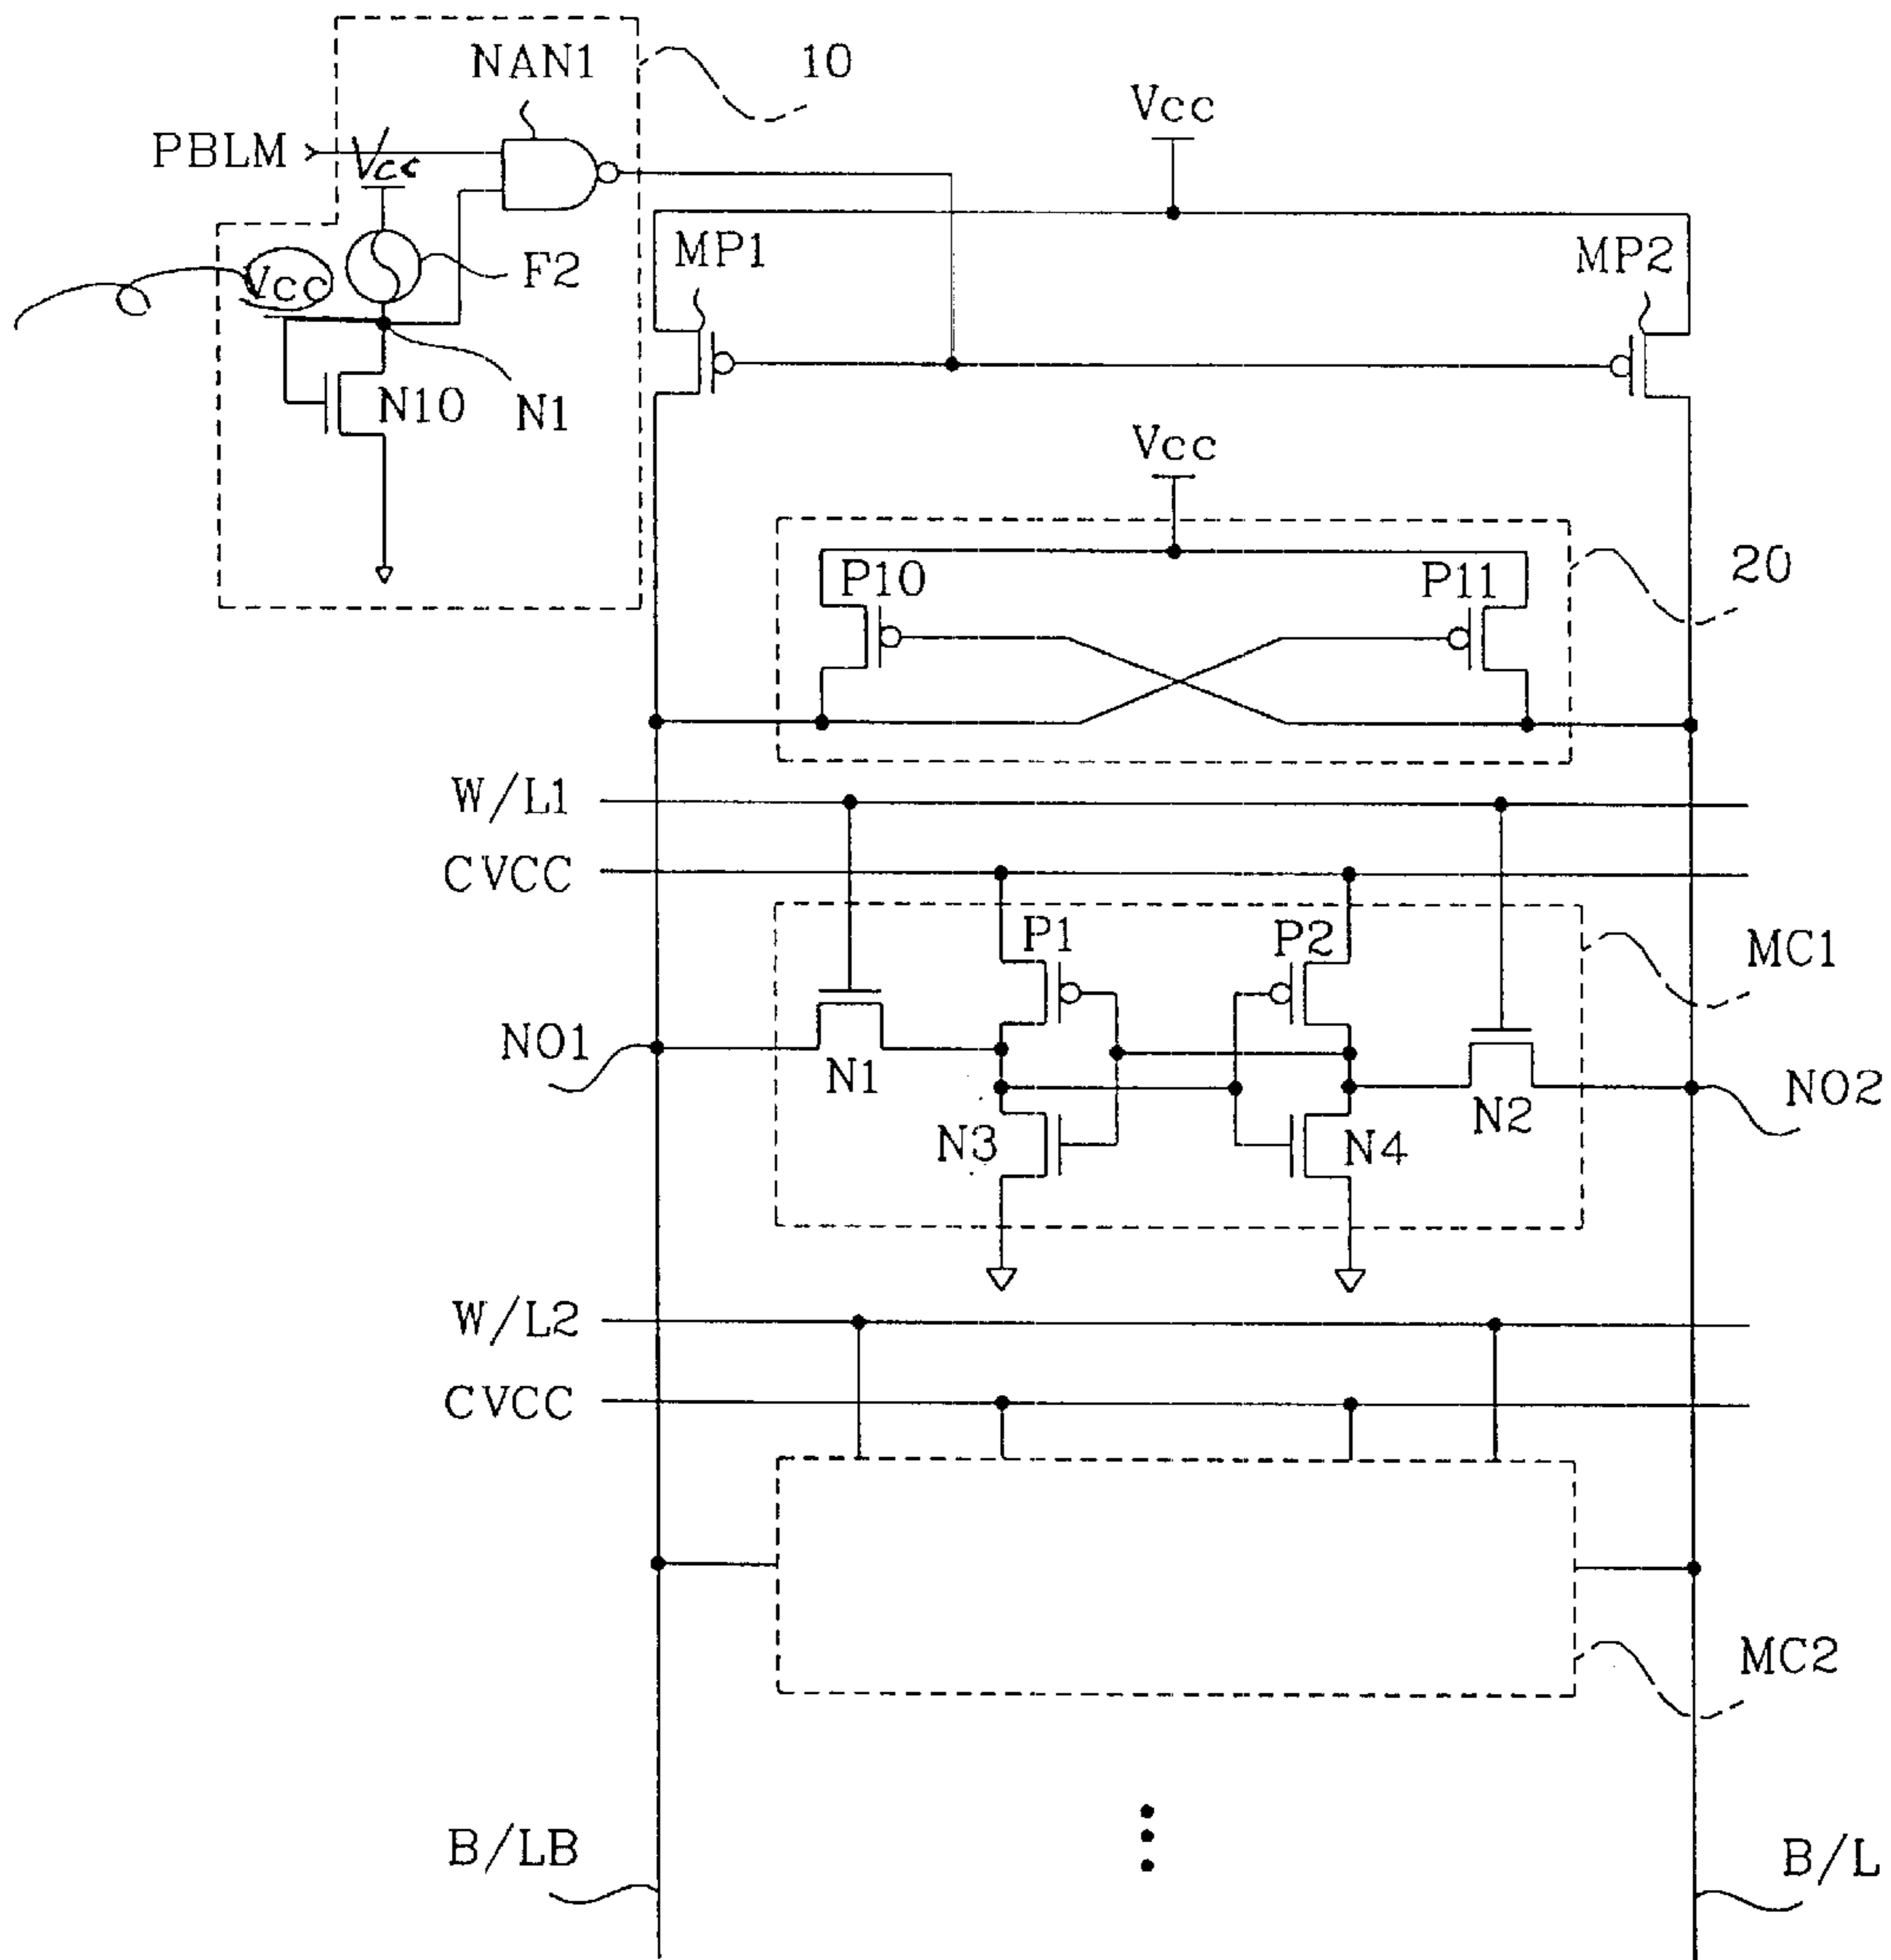 NAN1
10
PBLM
Vcc
Vcc
MP1
MP2
F2
Vcc
N10
N1
Vcc
P10
P11
20
W/L1
CVCC
P1
P2
MC1
NO1
N1
N2
NO2
N3
N4
W/L2
CVCC
MC2
B/LB
B/L